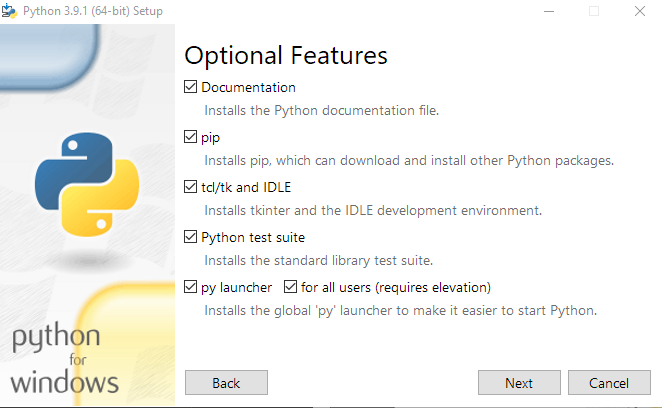 Python 3.9.1 (64-bit) Setup
Optional Features
Documentation
Installs the Python documentation file.
pip
Installs pip, which can download and install other Python packages.
tcl/tk and IDLE
Installs tkinter and the IDLE development environment.
Python test suite
Installs the standard library test suite.
py launcher for all users (requires elevation)
Installs the global 'py' launcher to make it easier to start Python.
python
for
windows
Back Next Cancel